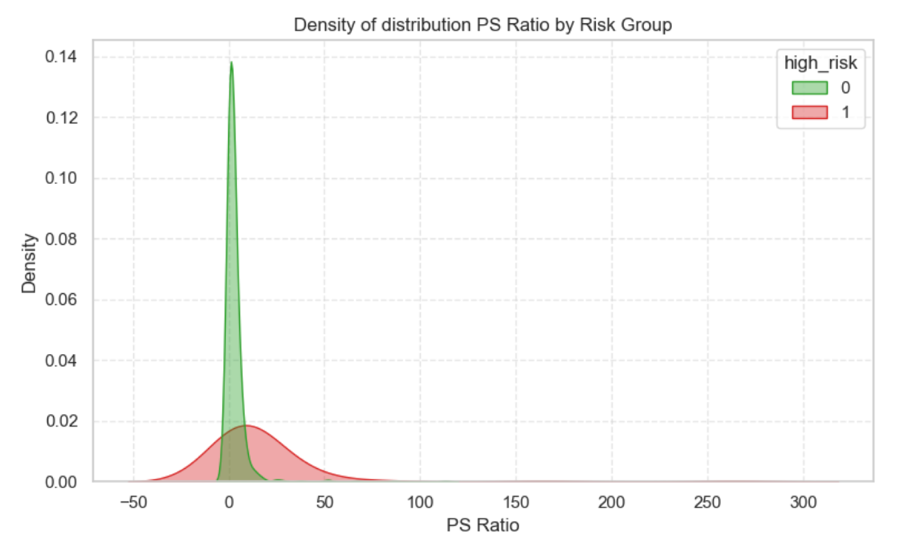 Density of distribution PS Ratio by Risk Group
high_risk
0
1
Density
0.14
0.12
0.10
0.08
0.06
0.04
0.02
0.00
−50 0 50 100 150 200 250 300
PS Ratio